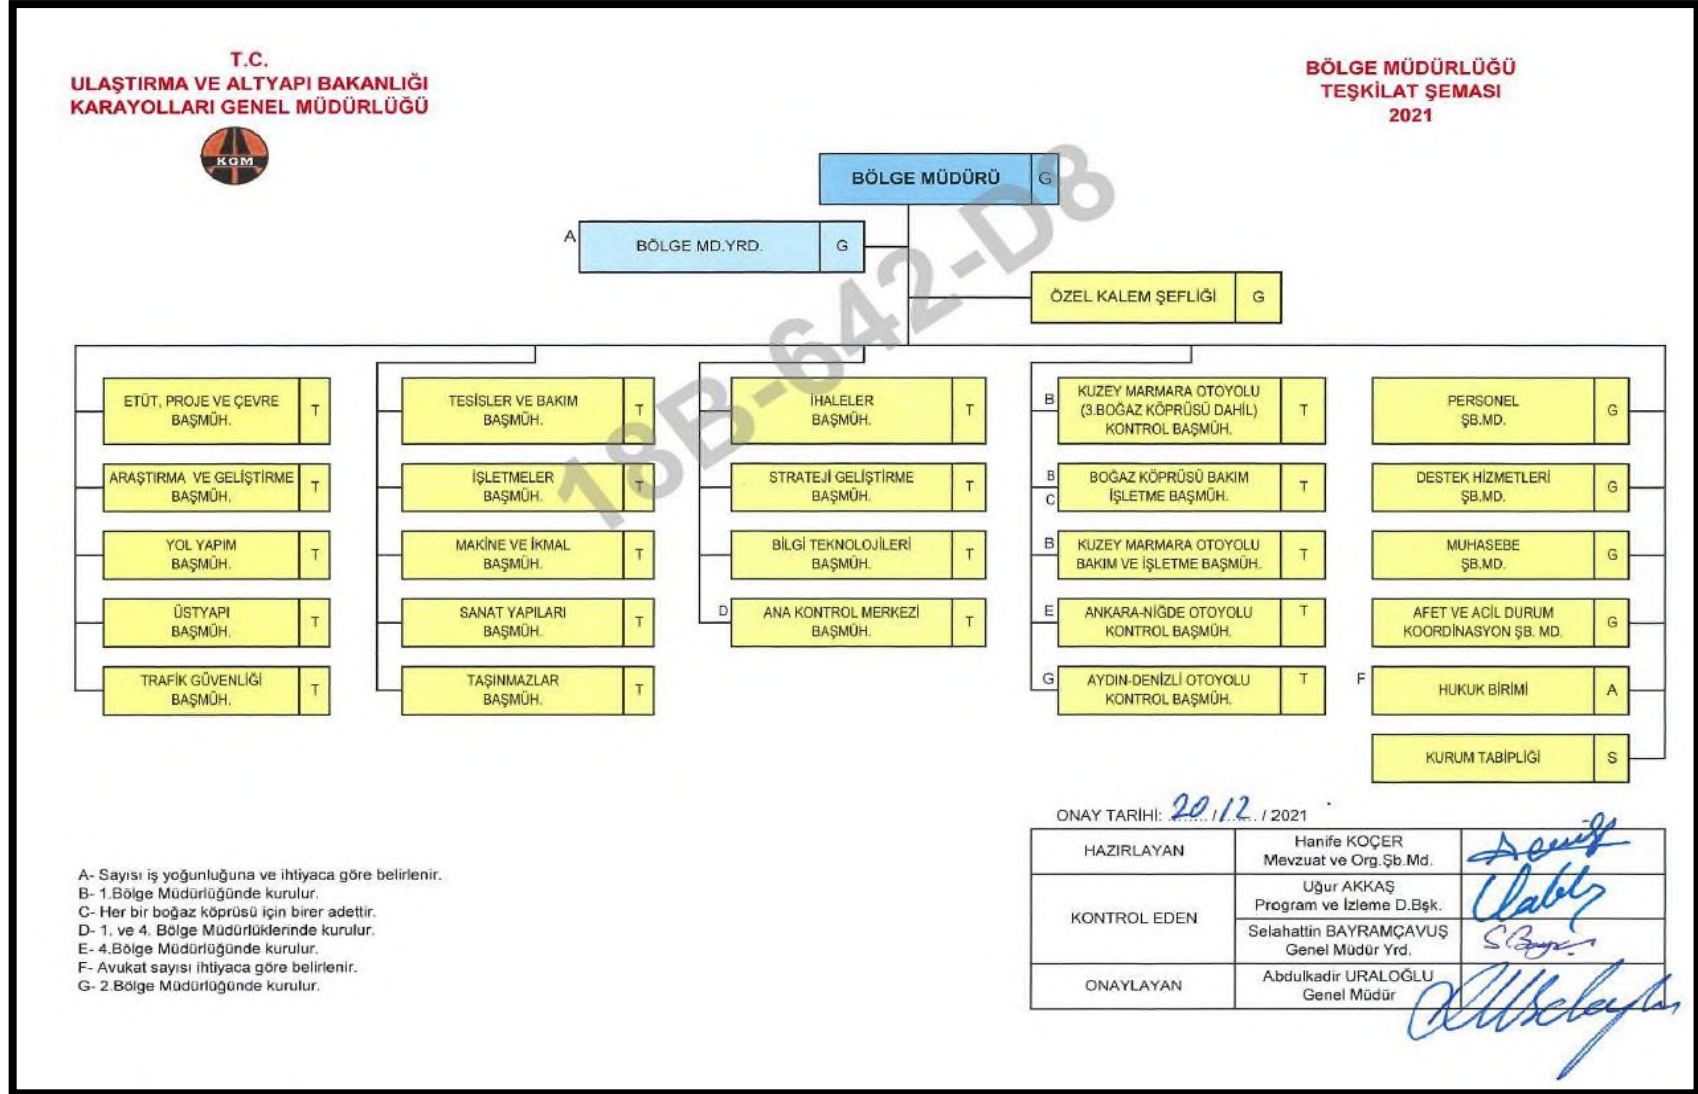 T.C.
ULAŞTIRMA VE ALTYAPI BAKANLIĞI
KARAYOLLARI GENEL MÜDÜRLÜĞÜ
KGM
BÖLGE MÜDÜRLÜĞÜ
TEŞKİLAT ŞEMASI
2021
BÖLGE MÜDÜRÜ G
A BÖLGE MD.YRD. G
ÖZEL KALEM ŞEFLİĞİ G
18B-642-D8
ETÜT, PROJE VE ÇEVRE
BAŞMÜH.
T
ARAŞTIRMA VE GELİŞTİRME
BAŞMÜH.
T
YOL YAPIM
BAŞMÜH.
T
ÜSTYAPI
BAŞMÜH.
T
TRAFİK GÜVENLİĞİ
BAŞMÜH.
T
TESİSLER VE BAKIM
BAŞMÜH.
T
İŞLETMELER
BAŞMÜH.
T
MAKİNE VE İKMAL
BAŞMÜH.
T
SANAT YAPILARI
BAŞMÜH.
T
TAŞINMAZLAR
BAŞMÜH.
T
İHALELER
BAŞMÜH.
T
STRATEJİ GELİŞTİRME
BAŞMÜH.
T
BİLGİ TEKNOLOJİLERİ
BAŞMÜH.
T
D
ANA KONTROL MERKEZİ
BAŞMÜH.
T
B
KUZEY MARMARA OTOYOLU
(3.BOĞAZ KÖPRÜSÜ DAHİL)
KONTROL BAŞMÜH.
T
B
C
BOĞAZ KÖPRÜSÜ BAKIM
İŞLETME BAŞMÜH.
T
B
KUZEY MARMARA OTOYOLU
BAKIM VE İŞLETME BAŞMÜH.
T
E
ANKARA-NİĞDE OTOYOLU
KONTROL BAŞMÜH.
T
G
AYDIN-DENİZLİ OTOYOLU
KONTROL BAŞMÜH.
T
PERSONEL
ŞB.MD.
G
DESTEK HİZMETLERİ
ŞB.MD.
G
MUHASEBE
ŞB.MD.
G
AFET VE ACİL DURUM
KOORDİNASYON ŞB. MD.
G
F
HUKUK BİRİMİ
A
KURUM TABİPLİĞİ
S
A- Sayısı iş yoğunluğuna ve ihtiyaca göre belirlenir.
B- 1.Bölge Müdürlüğünde kurulur.
C- Her bir boğaz köprüsü için birer adettir.
D- 1. ve 4. Bölge Müdürlüklerinde kurulur.
E- 4.Bölge Müdürlüğünde kurulur.
F- Avukat sayısı ihtiyaca göre belirlenir.
G- 2.Bölge Müdürlüğünde kurulur.
ONAY TARİHİ: 20 / 12 / 2021
HAZIRLAYAN
Hanife KOÇER
Mevzuat ve Org.Şb.Md.
KONTROL EDEN
Uğur AKKAŞ
Program ve İzleme D.Bşk.
Selahattin BAYRAMÇAVUŞ
Genel Müdür Yrd.
ONAYLAYAN
Abdulkadir URALOĞLU
Genel Müdür